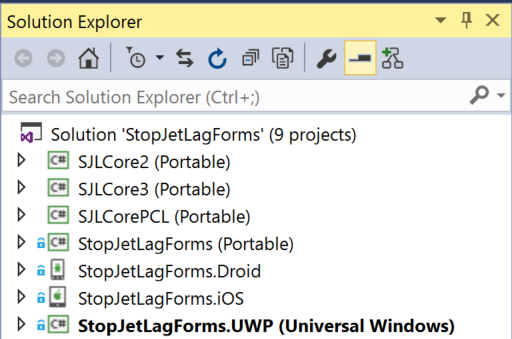 Solution Explorer
Search Solution Explorer (Ctrl+;)
Solution 'StopJetLagForms' (9 projects)
C# SJLCore2 (Portable)
C# SJLCore3 (Portable)
C# SJLCorePCL (Portable)
C# StopJetLagForms (Portable)
StopJetLagForms.Droid
StopJetLagForms.iOS
C# StopJetLagForms.UWP (Universal Windows)